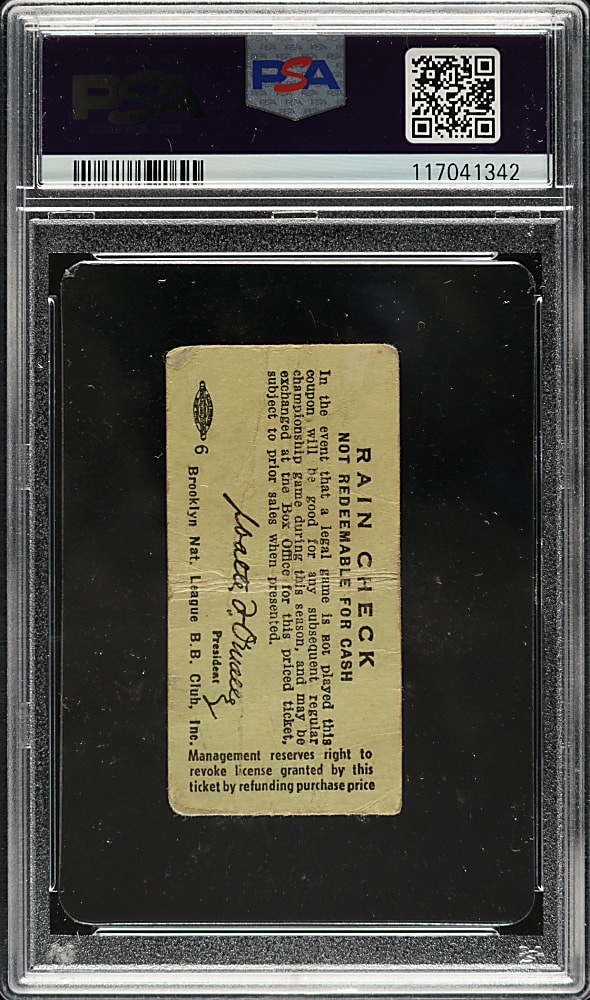 PSA
PSA
117041342
RAIN CHECK
NOT REDEEMABLE FOR CASH
In the event that a legal game is not played this
coupon will be good for any subsequent regular
championship game during this season, and may be
exchanged at the Box Office for this priced ticket,
subject to prior sales when presented.
Walter F. O'Malley
President
6 Brooklyn Nat. League B.B. Club, Inc.
Management reserves right to
revoke license granted by this
ticket by refunding purchase price